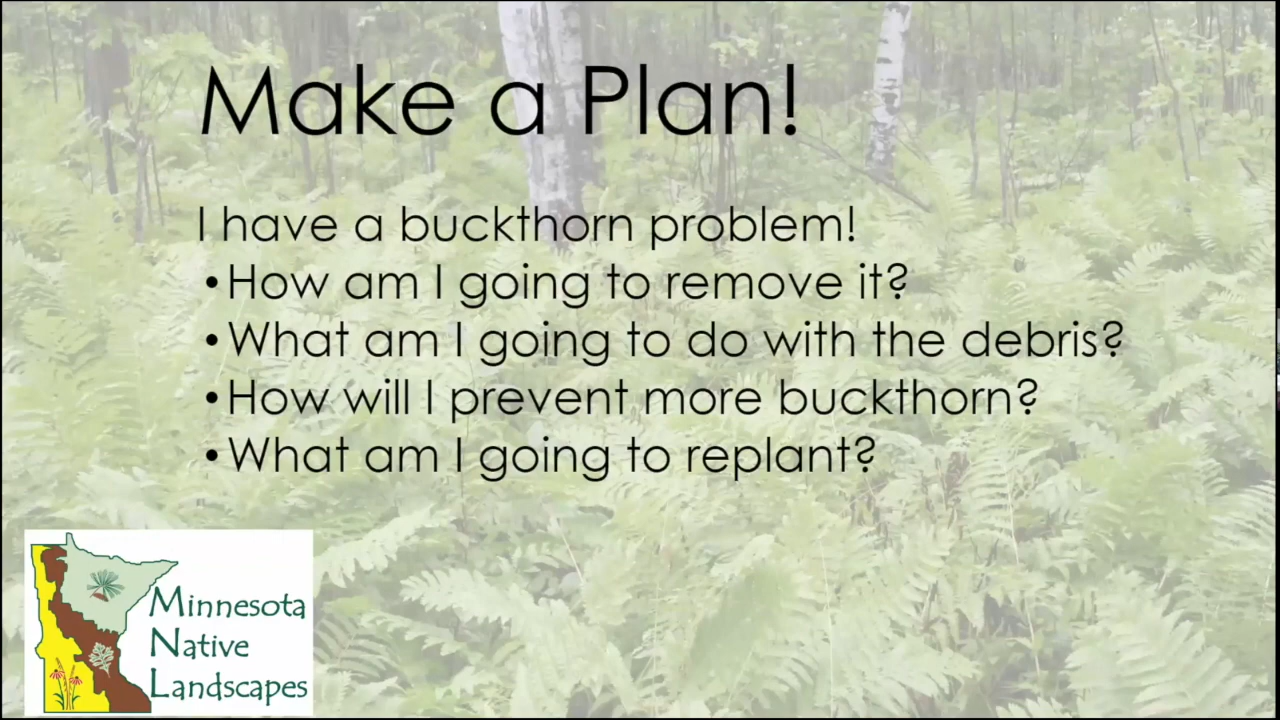 Make a Plan!
I have a buckthorn problem!
•How am I going to remove it?
•What am I going to do with the debris?
•How will I prevent more buckthorn?
•What am I going to replant?
Minnesota
Native
Landscapes